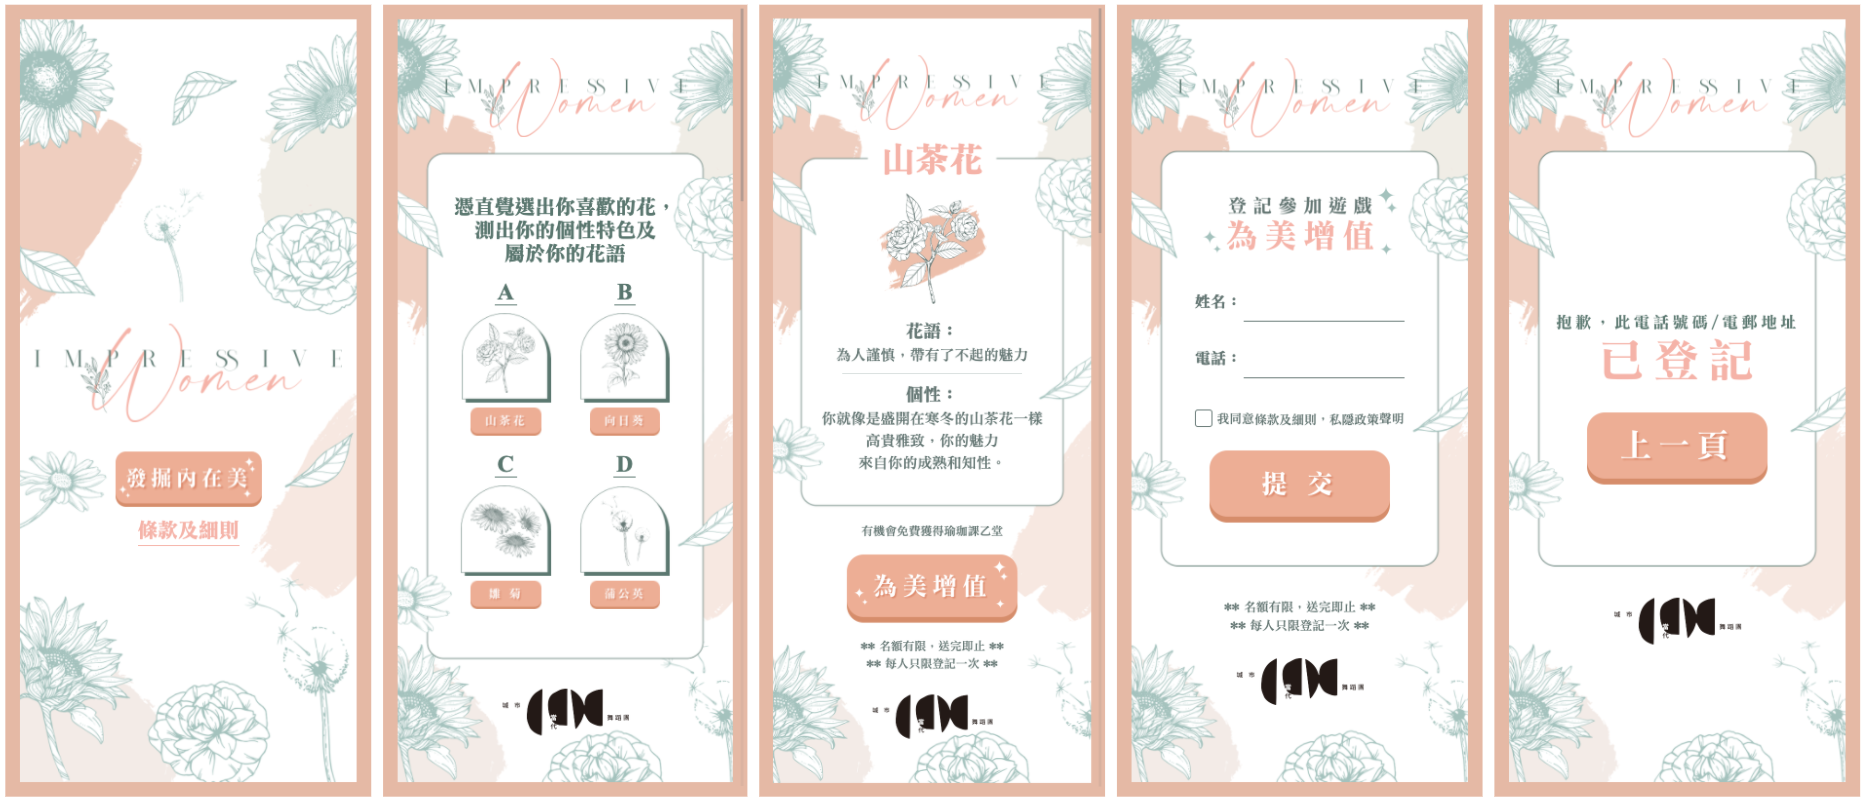 IMPRESSIVE
Women
發掘內在美
條款及細則
IMPRESSIVE
Women
憑直覺選出你喜歡的花，
測出你的個性特色及
屬於你的花語
A
B
山茶花
向日葵
C
D
雛菊
蒲公英
城市
當代
舞蹈團
IMPRESSIVE
Women
山茶花
花語：
為人謹慎，帶有了不起的魅力
個性：
你就像是盛開在寒冬的山茶花一樣
高貴雅致，你的魅力
來自你的成熟和知性。
有機會免費獲得瑜珈課乙堂
為美增值
** 名額有限，送完即止 **
** 每人只限登記一次 **
城市
當代
舞蹈團
IMPRESSIVE
Women
登記參加遊戲
為美增值
姓名：
電話：
我同意條款及細則，私隱政策聲明
提交
** 名額有限，送完即止 **
** 每人只限登記一次 **
城市
當代
舞蹈團
IMPRESSIVE
Women
抱歉，此電話號碼/電郵地址
已登記
上一頁
城市
當代
舞蹈團